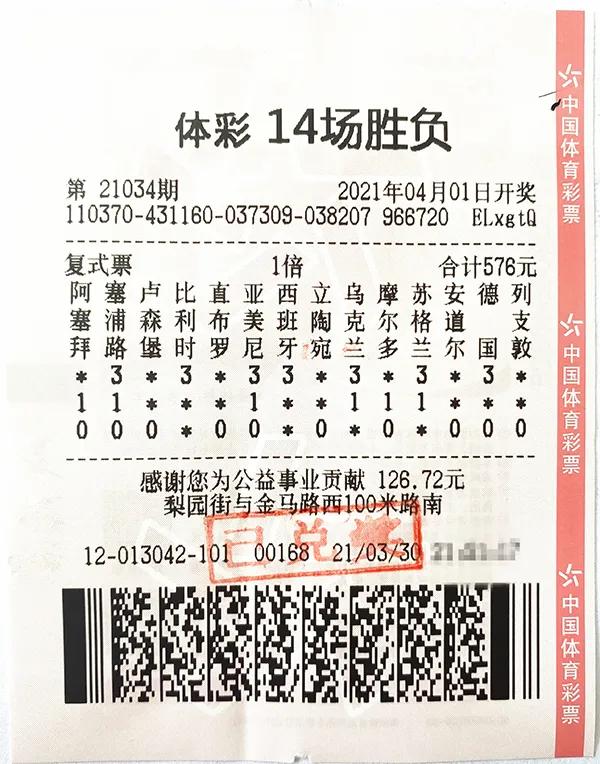 体彩 14场胜负
第 21034期 2021年04月01日开奖
110370-431160-037309-038207 966720 ELxgtQ
复式票 1倍 合计576元
阿 塞 卢 比 直 亚 西 立 乌 摩 苏 安 德 列
塞 浦 森 利 布 美 班 陶 克 尔 格 道 支
拜 路 堡 时 罗 尼 牙 宛 兰 多 兰 尔 国 敦
* 3 * 3 * 3 3 * 3 * 3 * 3 *
1 1 * * * 1 * * 1 1 1 * * *
0 0 0 * 0 0 * 0 0 0 0 0 0 0
感谢您为公益事业贡献 126.72元
梨园街与金马路西100米路南
已兑奖
12-013042-101 00168 21/03/30
中国体育彩票
中国体育彩票
中国体育彩票